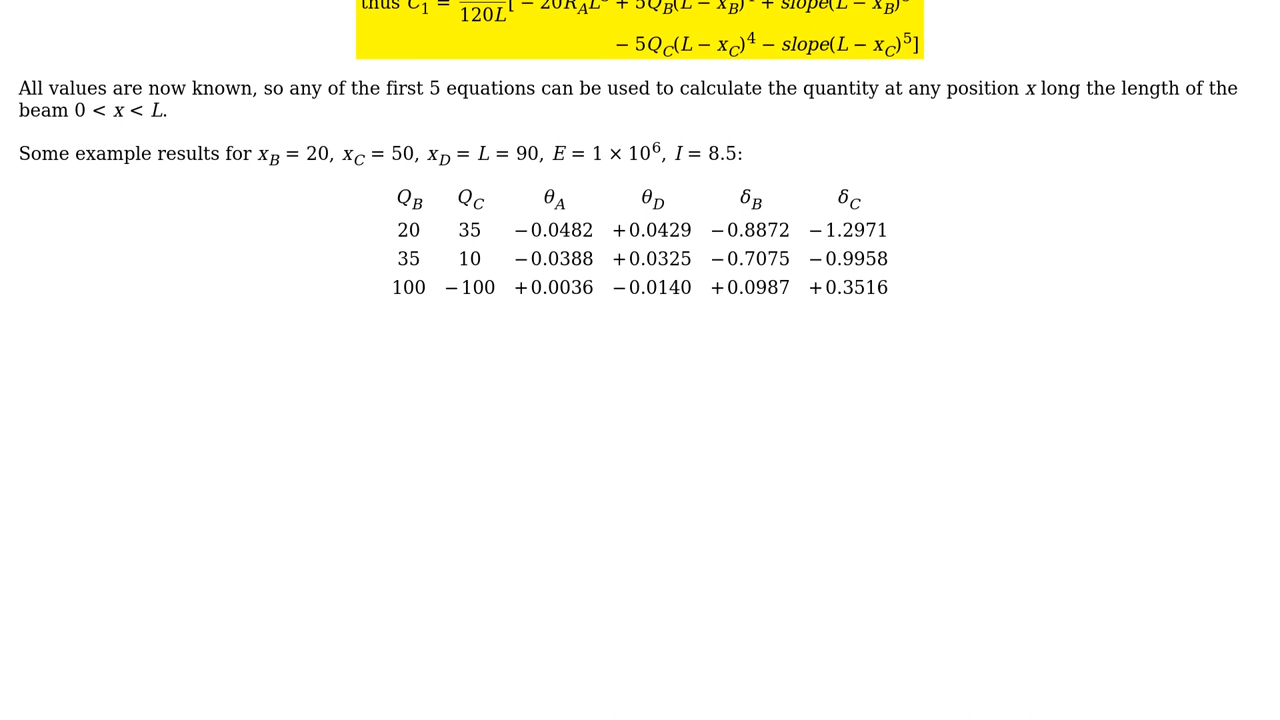 thus C₁ = 120L [ − 20R_A L + 5Q_B(L − x_B) + slope(L − x_B)
− 5Q_C(L − x_C)⁴ − slope(L − x_C)⁵]
All values are now known, so any of the first 5 equations can be used to calculate the quantity at any position x long the length of the
beam 0 < x < L.
Some example results for x_B = 20, x_C = 50, x_D = L = 90, E = 1 × 10⁶, I = 8.5:
Q_B Q_C θ_A θ_D δ_B δ_C
20 35 −0.0482 +0.0429 −0.8872 −1.2971
35 10 −0.0388 +0.0325 −0.7075 −0.9958
100 −100 +0.0036 −0.0140 +0.0987 +0.3516